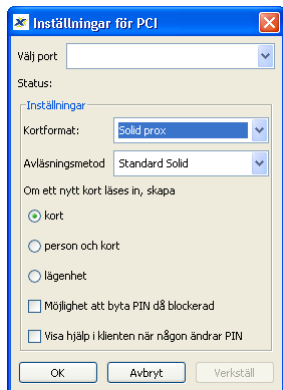 Inställningar för PCI
Välj port
Status:
Inställningar
Kortformat: Solid prox
Avläsningsmetod Standard Solid
Om ett nytt kort läses in, skapa
kort
person och kort
lägenhet
Möjlighet att byta PIN då blockerad
Visa hjälp i klienten när någon ändrar PIN
OK Avbryt Verkställ